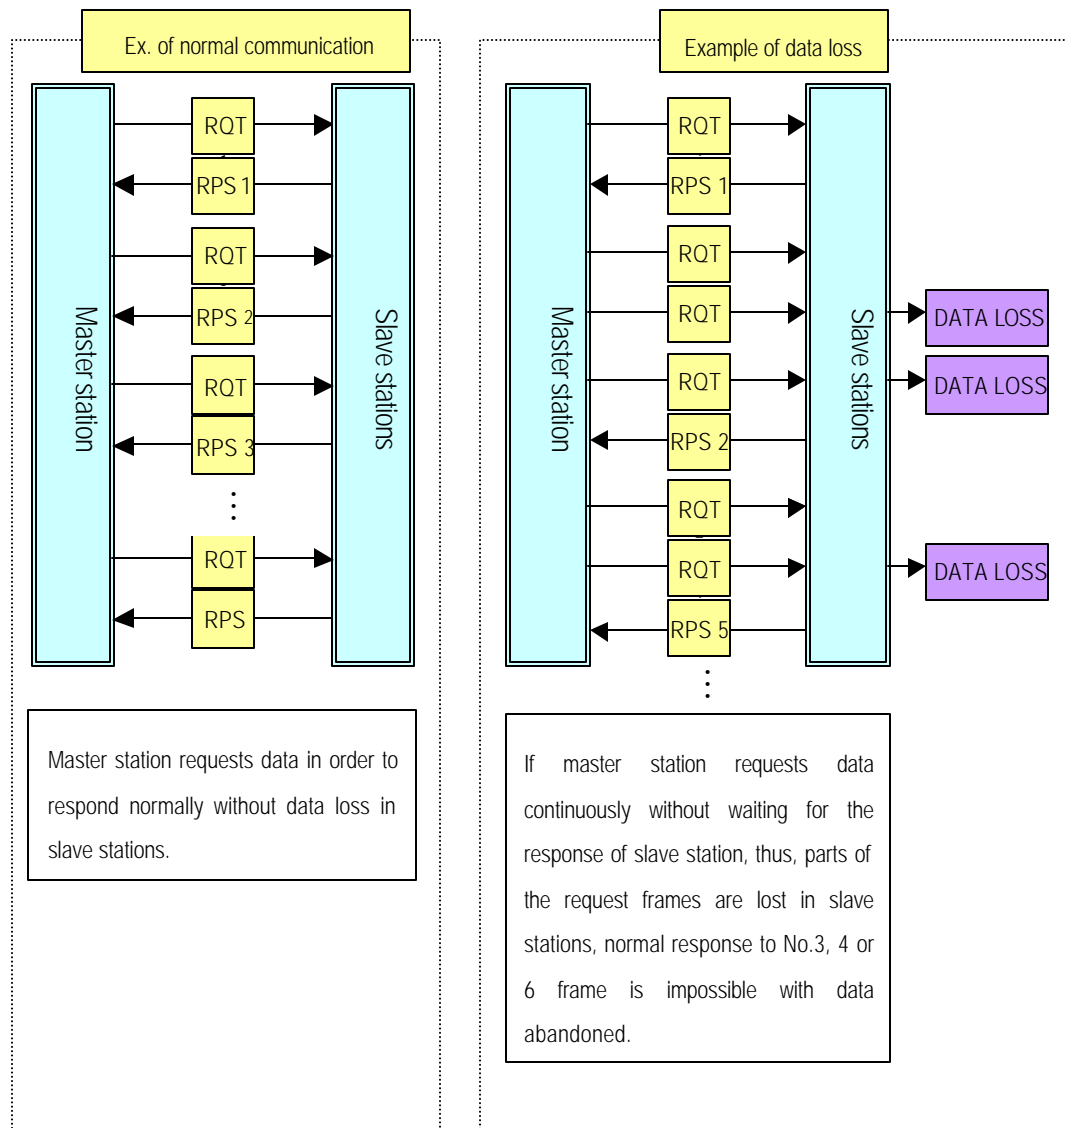 Ex. of normal communication
RQT
RPS 1
RQT
RPS 2
RQT
RPS 3
RQT
RPS
Master station
Slave stations
Master station requests data in order to
respond normally without data loss in
slave stations.
Example of data loss
RQT
RPS 1
RQT
RQT
RQT
RPS 2
RQT
RQT
RPS 5
Master station
Slave stations
DATA LOSS
DATA LOSS
DATA LOSS
If master station requests data
continuously without waiting for the
response of slave station, thus, parts of
the request frames are lost in slave
stations, normal response to No.3, 4 or
6 frame is impossible with data
abandoned.